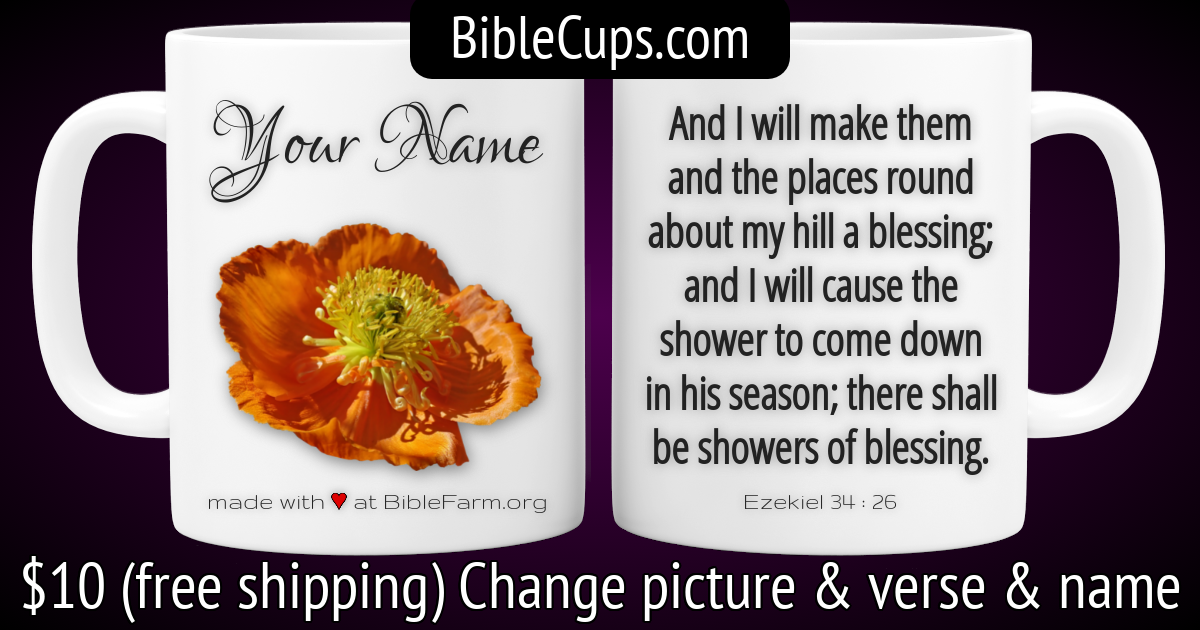 BibleCups.com
Your Name
made with ♥ at BibleFarm.org
And I will make them
and the places round
about my hill a blessing;
and I will cause the
shower to come down
in his season; there shall
be showers of blessing.
Ezekiel 34 : 26
$10 (free shipping) Change picture & verse & name